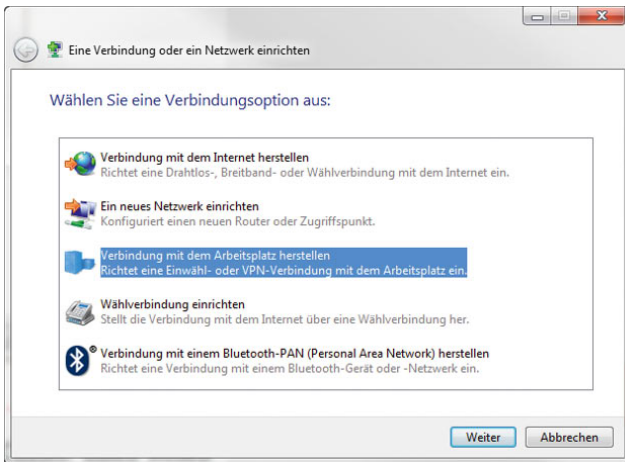 Eine Verbindung oder ein Netzwerk einrichten
Wählen Sie eine Verbindungsoption aus:
Verbindung mit dem Internet herstellen
Richtet eine Drahtlos-, Breitband- oder Wählverbindung mit dem Internet ein.
Ein neues Netzwerk einrichten
Konfiguriert einen neuen Router oder Zugriffspunkt.
Verbindung mit dem Arbeitsplatz herstellen
Richtet eine Einwähl- oder VPN-Verbindung mit dem Arbeitsplatz ein.
Wählverbindung einrichten
Stellt die Verbindung mit dem Internet über eine Wählverbindung her.
Verbindung mit einem Bluetooth-PAN (Personal Area Network) herstellen
Richtet eine Verbindung mit einem Bluetooth-Gerät oder -Netzwerk ein.
Weiter Abbrechen